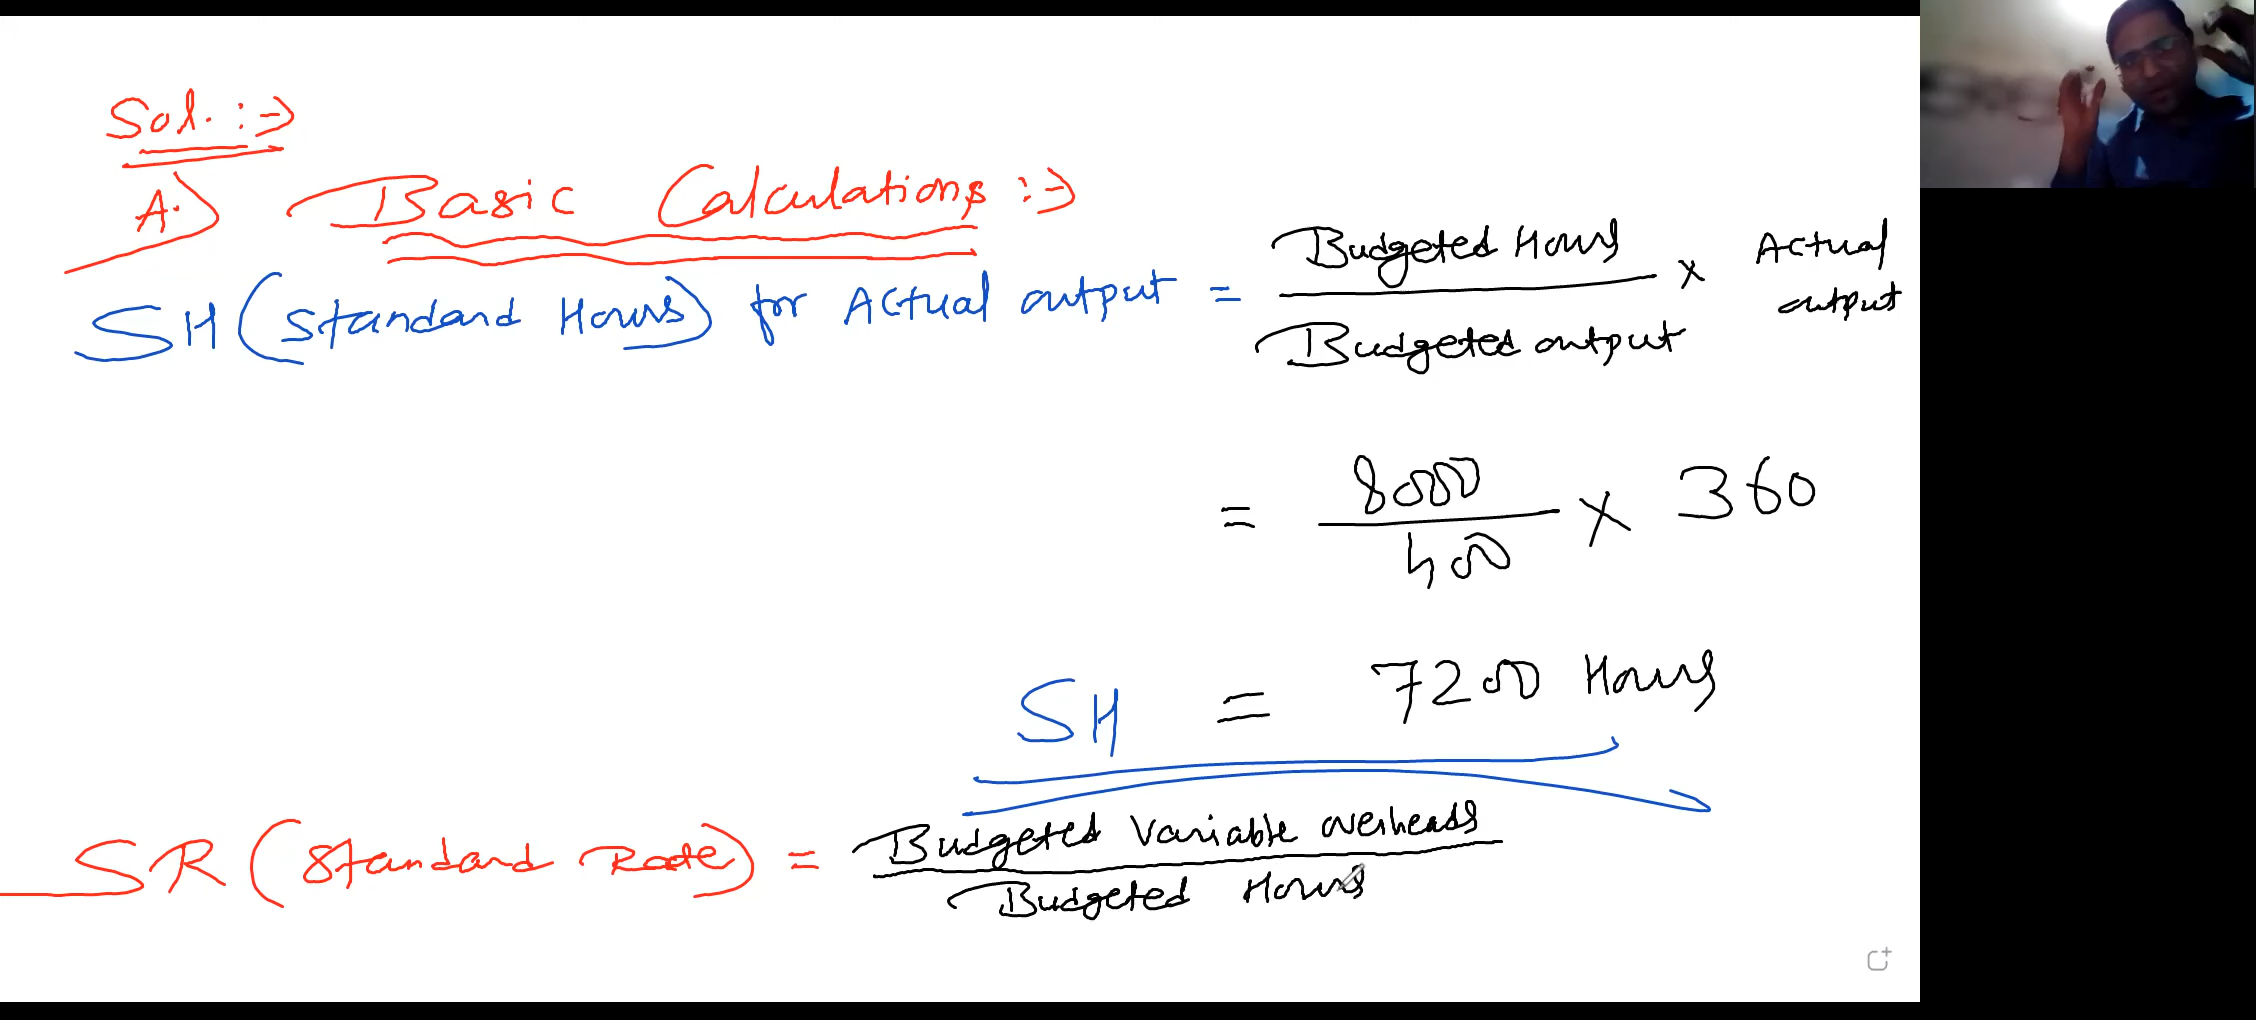 Sol. :→
A.) Basic Calculations :→
SH (Standard Hours) for Actual output = Budgeted Hours / Budgeted output × Actual output
= 8000 / 400 × 360
SH = 7200 Hours
SR (Standard Rate) = Budgeted Variable overheads / Budgeted Hours